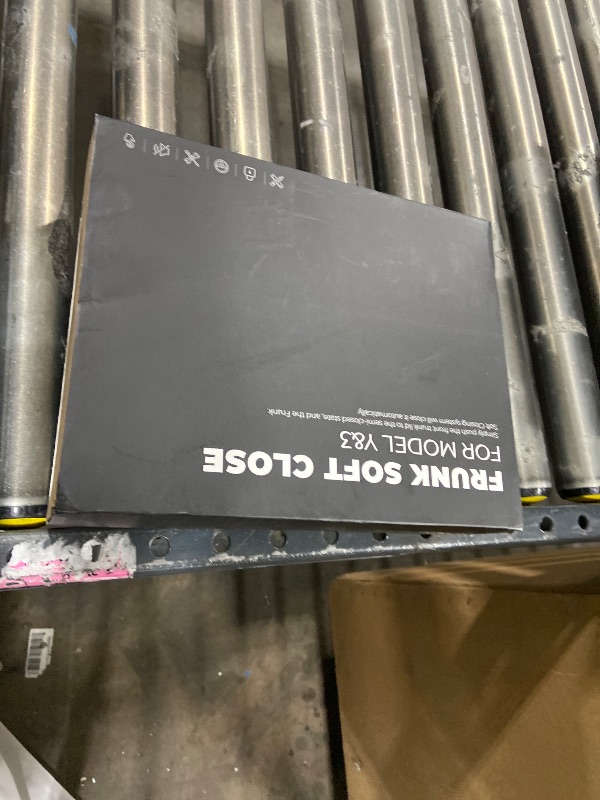 FRUNK SOFT CLOSE
FOR MODEL Y&3
Simply push the front trunk lid to the semi-closed state, and the Frunk
Soft Closing system will close it automatically